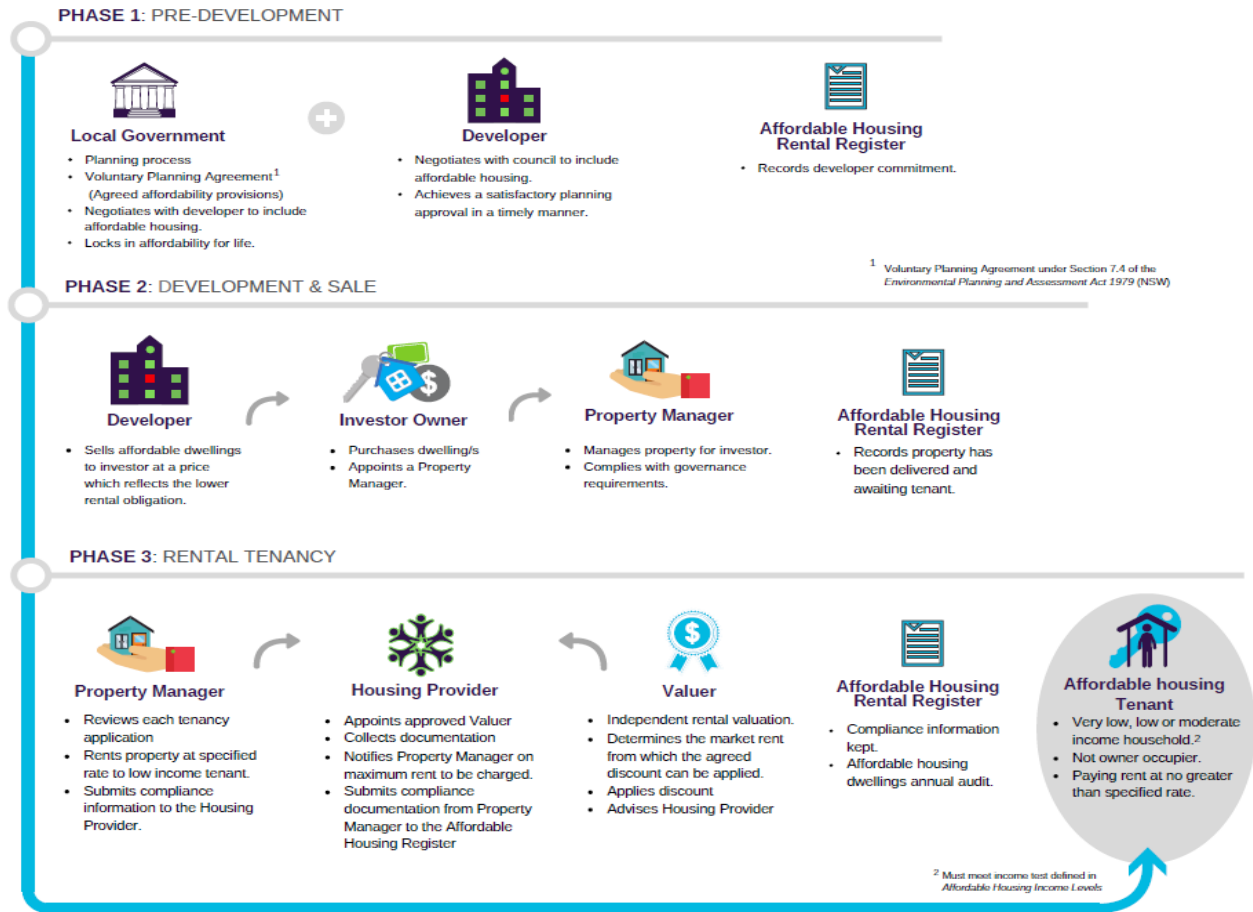 PHASE 1: PRE-DEVELOPMENT
Local Government
• Planning process
• Voluntary Planning Agreement1
(Agreed affordability provisions)
• Negotiates with developer to include
affordable housing.
• Locks in affordability for life.
Developer
• Negotiates with council to include
affordable housing.
• Achieves a satisfactory planning
approval in a timely manner.
Affordable Housing
Rental Register
• Records developer commitment.
1 Voluntary Planning Agreement under Section 7.4 of the
Environmental Planning and Assessment Act 1979 (NSW)
PHASE 2: DEVELOPMENT & SALE
Developer
• Sells affordable dwellings
to investor at a price
which reflects the lower
rental obligation.
$
Investor Owner
• Purchases dwelling/s
• Appoints a Property
Manager.
Property Manager
• Manages property for investor.
• Complies with governance
requirements.
Affordable Housing
Rental Register
• Records property has
been delivered and
awaiting tenant.
PHASE 3: RENTAL TENANCY
Property Manager
• Reviews each tenancy
application
• Rents property at specified
rate to low income tenant.
• Submits compliance
information to the Housing
Provider.
Housing Provider
• Appoints approved Valuer
• Collects documentation
• Notifies Property Manager on
maximum rent to be charged.
• Submits compliance
documentation from Property
Manager to the Affordable
Housing Register
$
Valuer
• Independent rental valuation.
• Determines the market rent
from which the agreed
discount can be applied.
• Applies discount
• Advises Housing Provider
Affordable Housing
Rental Register
• Compliance information
kept.
• Affordable housing
dwellings annual audit.
Affordable housing
Tenant
• Very low, low or moderate
income household.2
• Not owner occupier.
• Paying rent at no greater
than specified rate.
2 Must meet income test defined in
Affordable Housing Income Levels